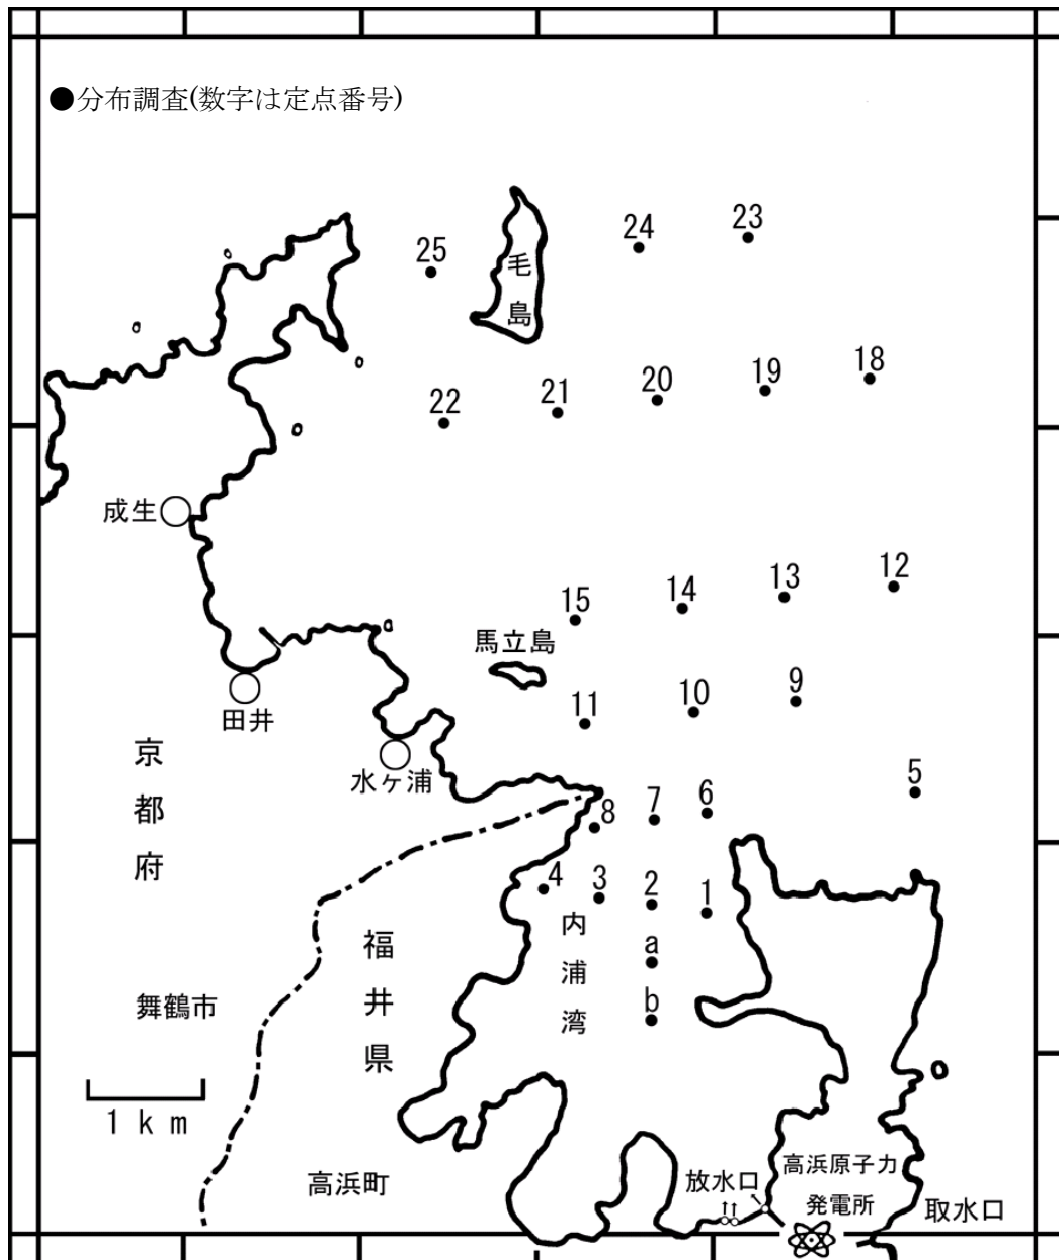 ●分布調査(数字は定点番号)
23
24
25
毛
島
18
19
20
21
22
成生
12
13
14
15
馬立島
9
10
11
田井
水ヶ浦
京
都
府
5
6
7
8
4
3
2
1
内
浦
湾
a
b
福
井
県
舞鶴市
1 km
高浜町
放水口
高浜原子力
発電所
取水口